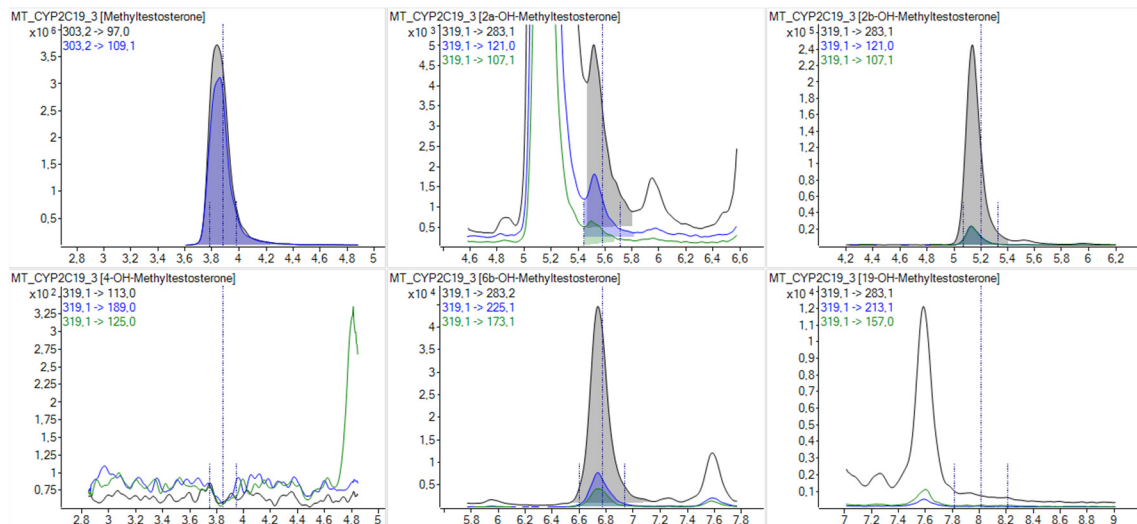 MT_CYP2C19_3 [Methyltestosterone]
x10 6
303.2 -> 97,0
303.2 -> 109,1
3,5
3
2,5
2
1,5
1
0,5
2.8 3 3.2 3.4 3.6 3.8 4 4.2 4.4 4.6 4.8 5
MT_CYP2C19_3 [2a-OH-Methyltestosterone]
x10 3
319,1 -> 283,1
319,1 -> 121,0
319,1 -> 107,1
5
4,5
4
3,5
3
2,5
2
1,5
1
0,5
4.6 4.8 5 5.2 5.4 5.6 5.8 6 6.2 6.4 6.6
MT_CYP2C19_3 [2b-OH-Methyltestosterone]
x10 5
319,1 -> 283,1
319,1 -> 121,0
319,1 -> 107,1
2,4
2,2
2
1,8
1,6
1,4
1,2
1
0,8
0,6
0,4
0,2
4.2 4.4 4.6 4.8 5 5.2 5.4 5.6 5.8 6 6.2
MT_CYP2C19_3 [4-OH-Methyltestosterone]
x10 2
319,1 -> 113,0
319,1 -> 189,0
319,1 -> 125,0
3,25
3
2,75
2,5
2,25
2
1,75
1,5
1,25
1
0,75
2.8 3 3.2 3.4 3.6 3.8 4 4.2 4.4 4.6 4.8 5
MT_CYP2C19_3 [6b-OH-Methyltestosterone]
x10 4
319,1 -> 283,2
319,1 -> 225,1
319,1 -> 173,1
4
3,5
3
2,5
2
1,5
1
0,5
5.8 6 6.2 6.4 6.6 6.8 7 7.2 7.4 7.6 7.8
MT_CYP2C19_3 [19-OH-Methyltestosterone]
x10 4
319,1 -> 283,1
319,1 -> 213,1
319,1 -> 157,0
1,2
1,1
1
0,9
0,8
0,7
0,6
0,5
0,4
0,3
0,2
0,1
7 7.2 7.4 7.6 7.8 8 8.2 8.4 8.6 8.8 9